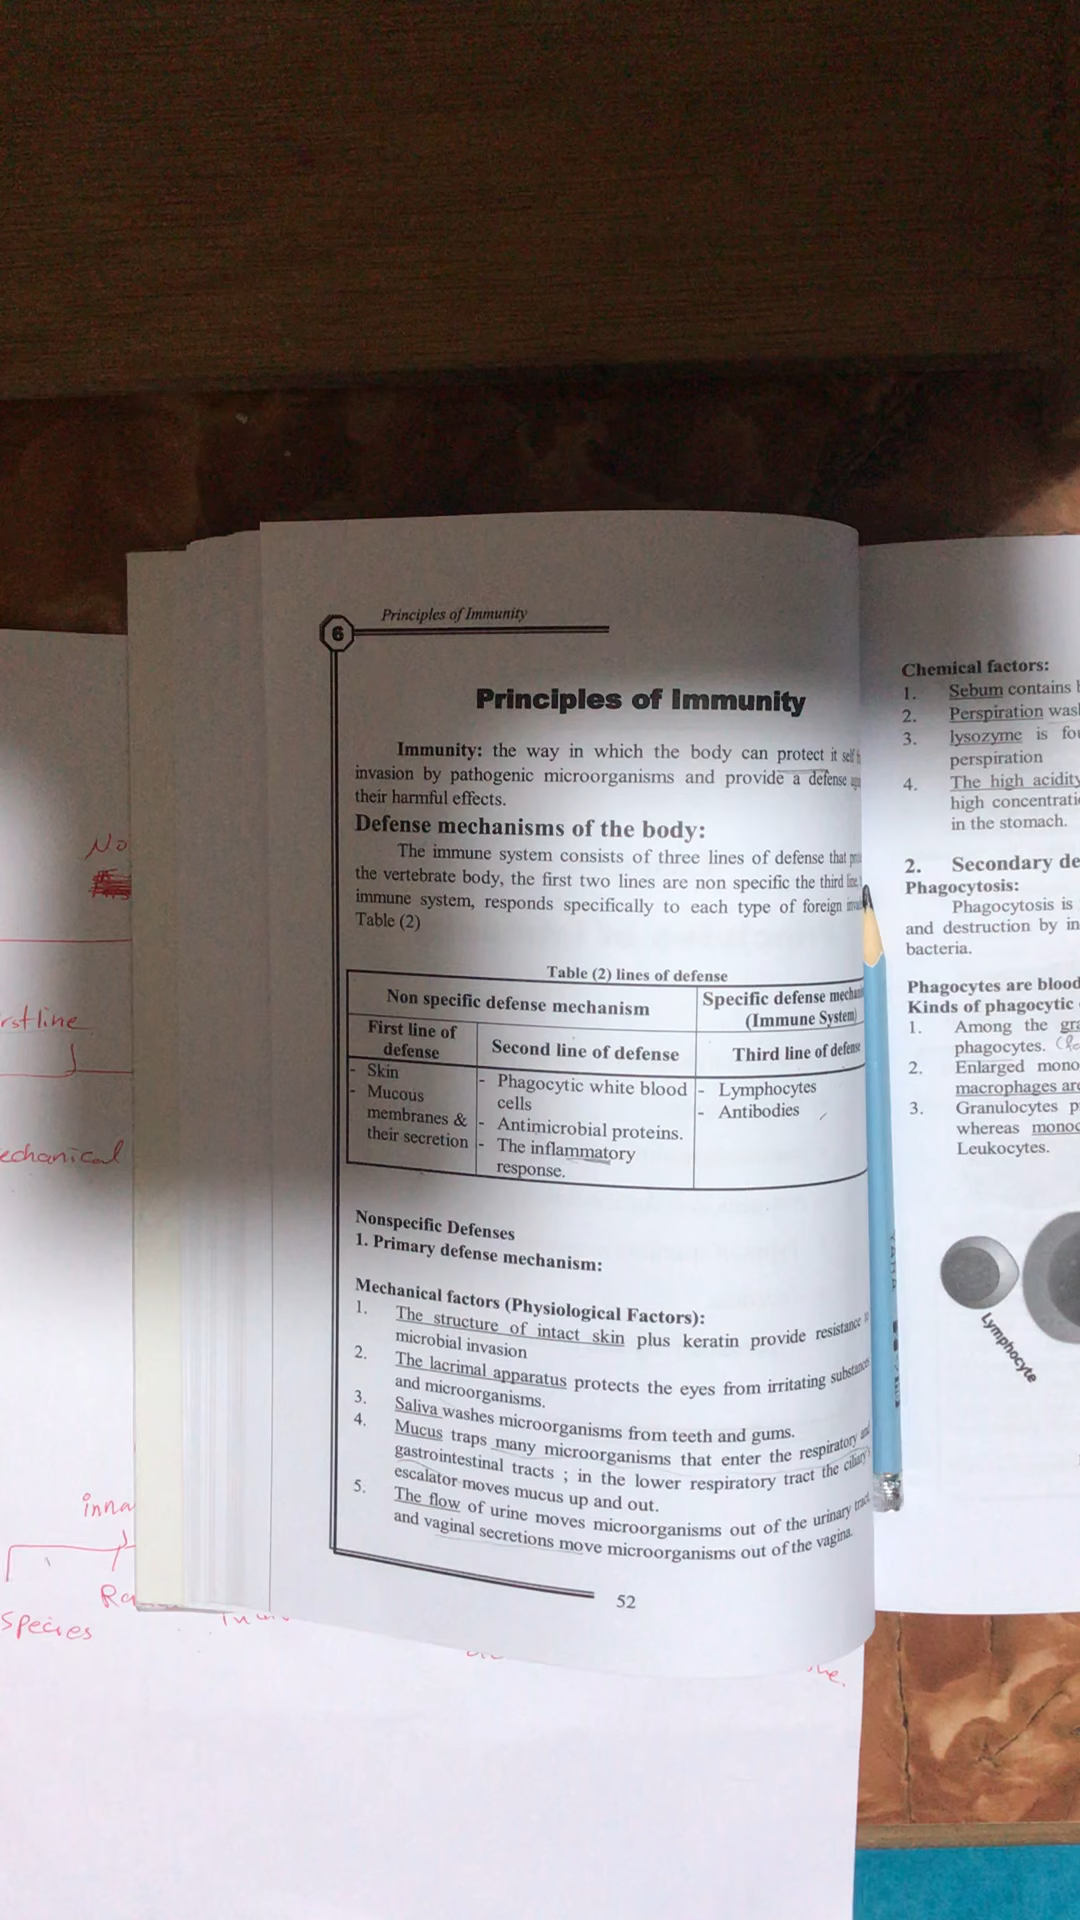 Principles of Immunity
6
Principles of Immunity
Immunity: the way in which the body can protect it self
invasion by pathogenic microorganisms and provide a defense
their harmful effects.
Defense mechanisms of the body:
The immune system consists of three lines of defense that
the vertebrate body, the first two lines are non specific the third line
immune system, responds specifically to each type of foreign
Table (2)
Table (2) lines of defense
Non specific defense mechanism
Specific defense
(Immune System)
First line of
defense
Second line of defense
Third line of defense
- Skin
- Mucous
membranes &
their secretion
- Phagocytic white blood
cells
- Antimicrobial proteins.
- The inflammatory
response.
- Lymphocytes
- Antibodies
Nonspecific Defenses
1. Primary defense mechanism:
Mechanical factors (Physiological Factors):
1. The structure of intact skin plus keratin provide resistance
microbial invasion
2. The lacrimal apparatus protects the eyes from irritating substances
and microorganisms.
3. Saliva washes microorganisms from teeth and gums.
4. Mucus traps many microorganisms that enter the respiratory and
gastrointestinal tracts ; in the lower respiratory tract the ciliary
escalator moves mucus up and out.
5. The flow of urine moves microorganisms out of the urinary tract
and vaginal secretions move microorganisms out of the vagina.
52
Chemical factors:
1. Sebum contains
2. Perspiration
3. lysozyme is
perspiration
4. The high acidity
high
in the stomach.
2. Secondary
Phagocytosis:
Phagocytosis is
and destruction by
bacteria.
Phagocytes are blood
Kinds of phagocytic
1. Among the
phagocytes.
2. Enlarged
macrophages
3. Granulocytes
whereas
Leukocytes.
Lymphocyte
No
line
species